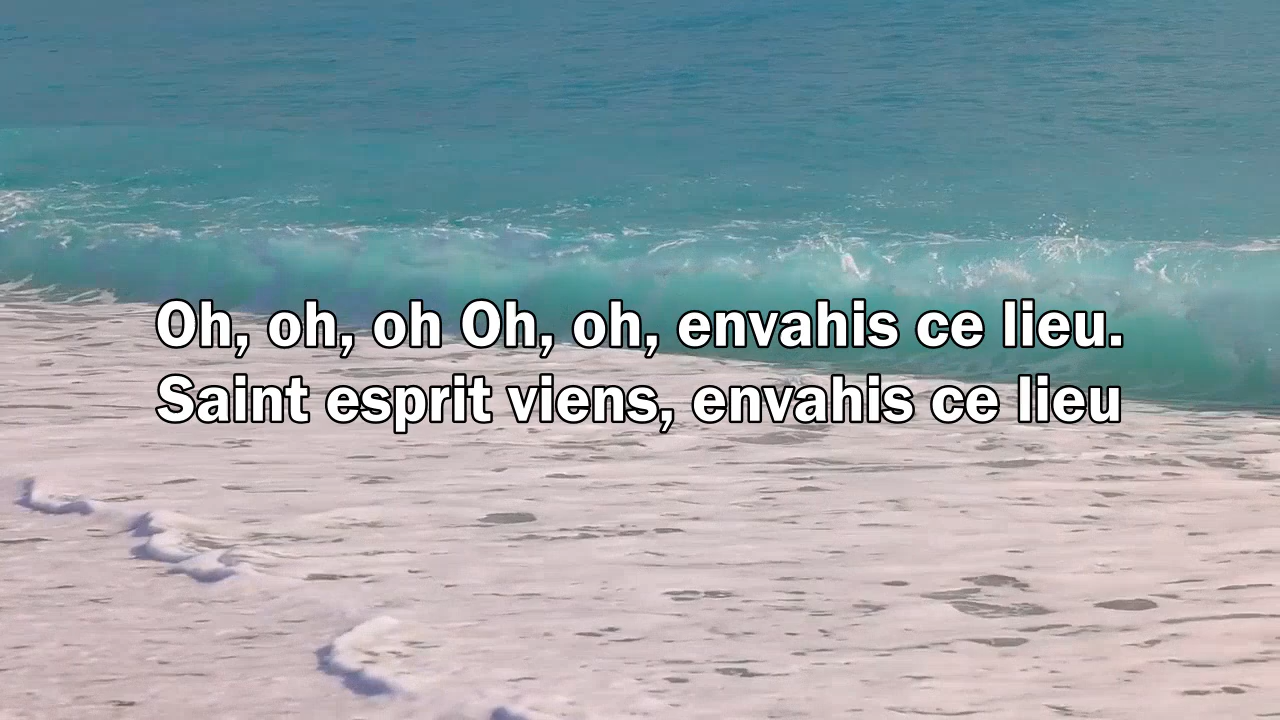 Oh, oh, oh Oh, oh, envahis ce lieu.
Saint esprit viens, envahis ce lieu